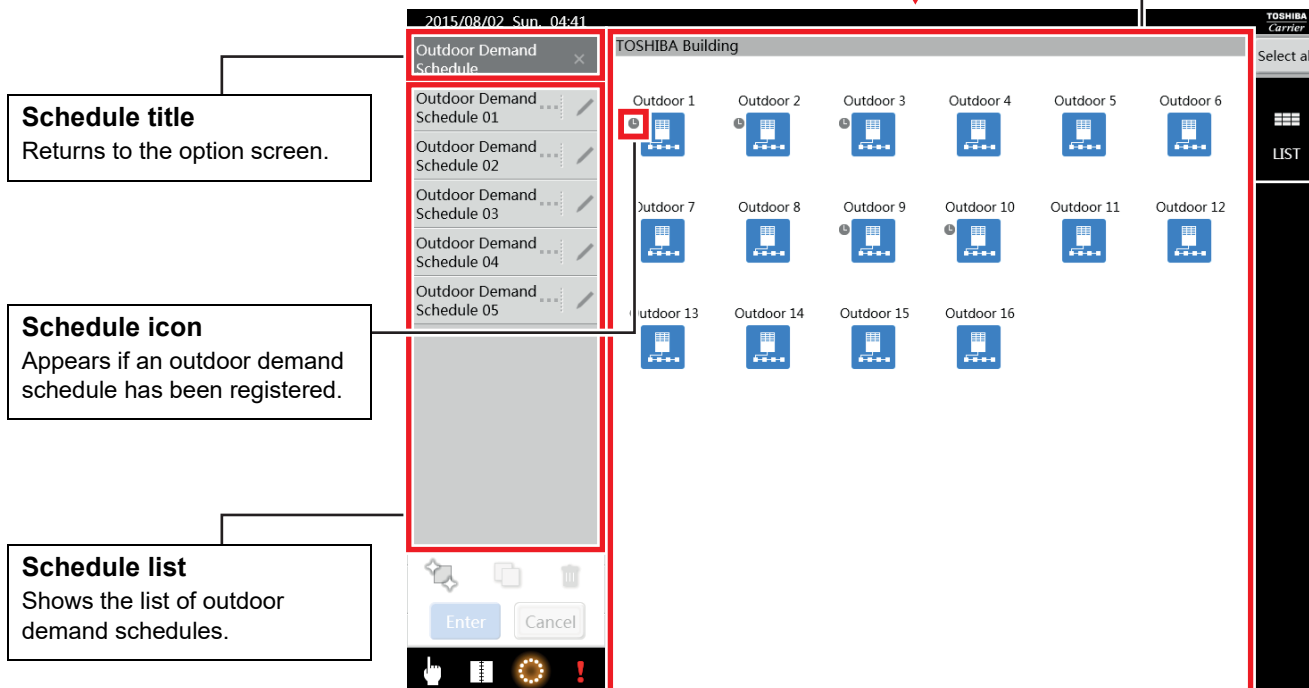 2015/08/02 Sun. 04:41
TOSHIBA
Carrier
Outdoor Demand
Schedule
TOSHIBA Building
Select al
Schedule title
Returns to the option screen.
Outdoor Demand
Schedule 01
Outdoor Demand
Schedule 02
Outdoor Demand
Schedule 03
Outdoor Demand
Schedule 04
Outdoor Demand
Schedule 05
Outdoor 1 Outdoor 2 Outdoor 3 Outdoor 4 Outdoor 5 Outdoor 6
LIST
utdoor 7 Outdoor 8 Outdoor 9 Outdoor 10 Outdoor 11 Outdoor 12
utdoor 13 Outdoor 14 Outdoor 15 Outdoor 16
Schedule icon
Appears if an outdoor demand
schedule has been registered.
Schedule list
Shows the list of outdoor
demand schedules.
Enter Cancel